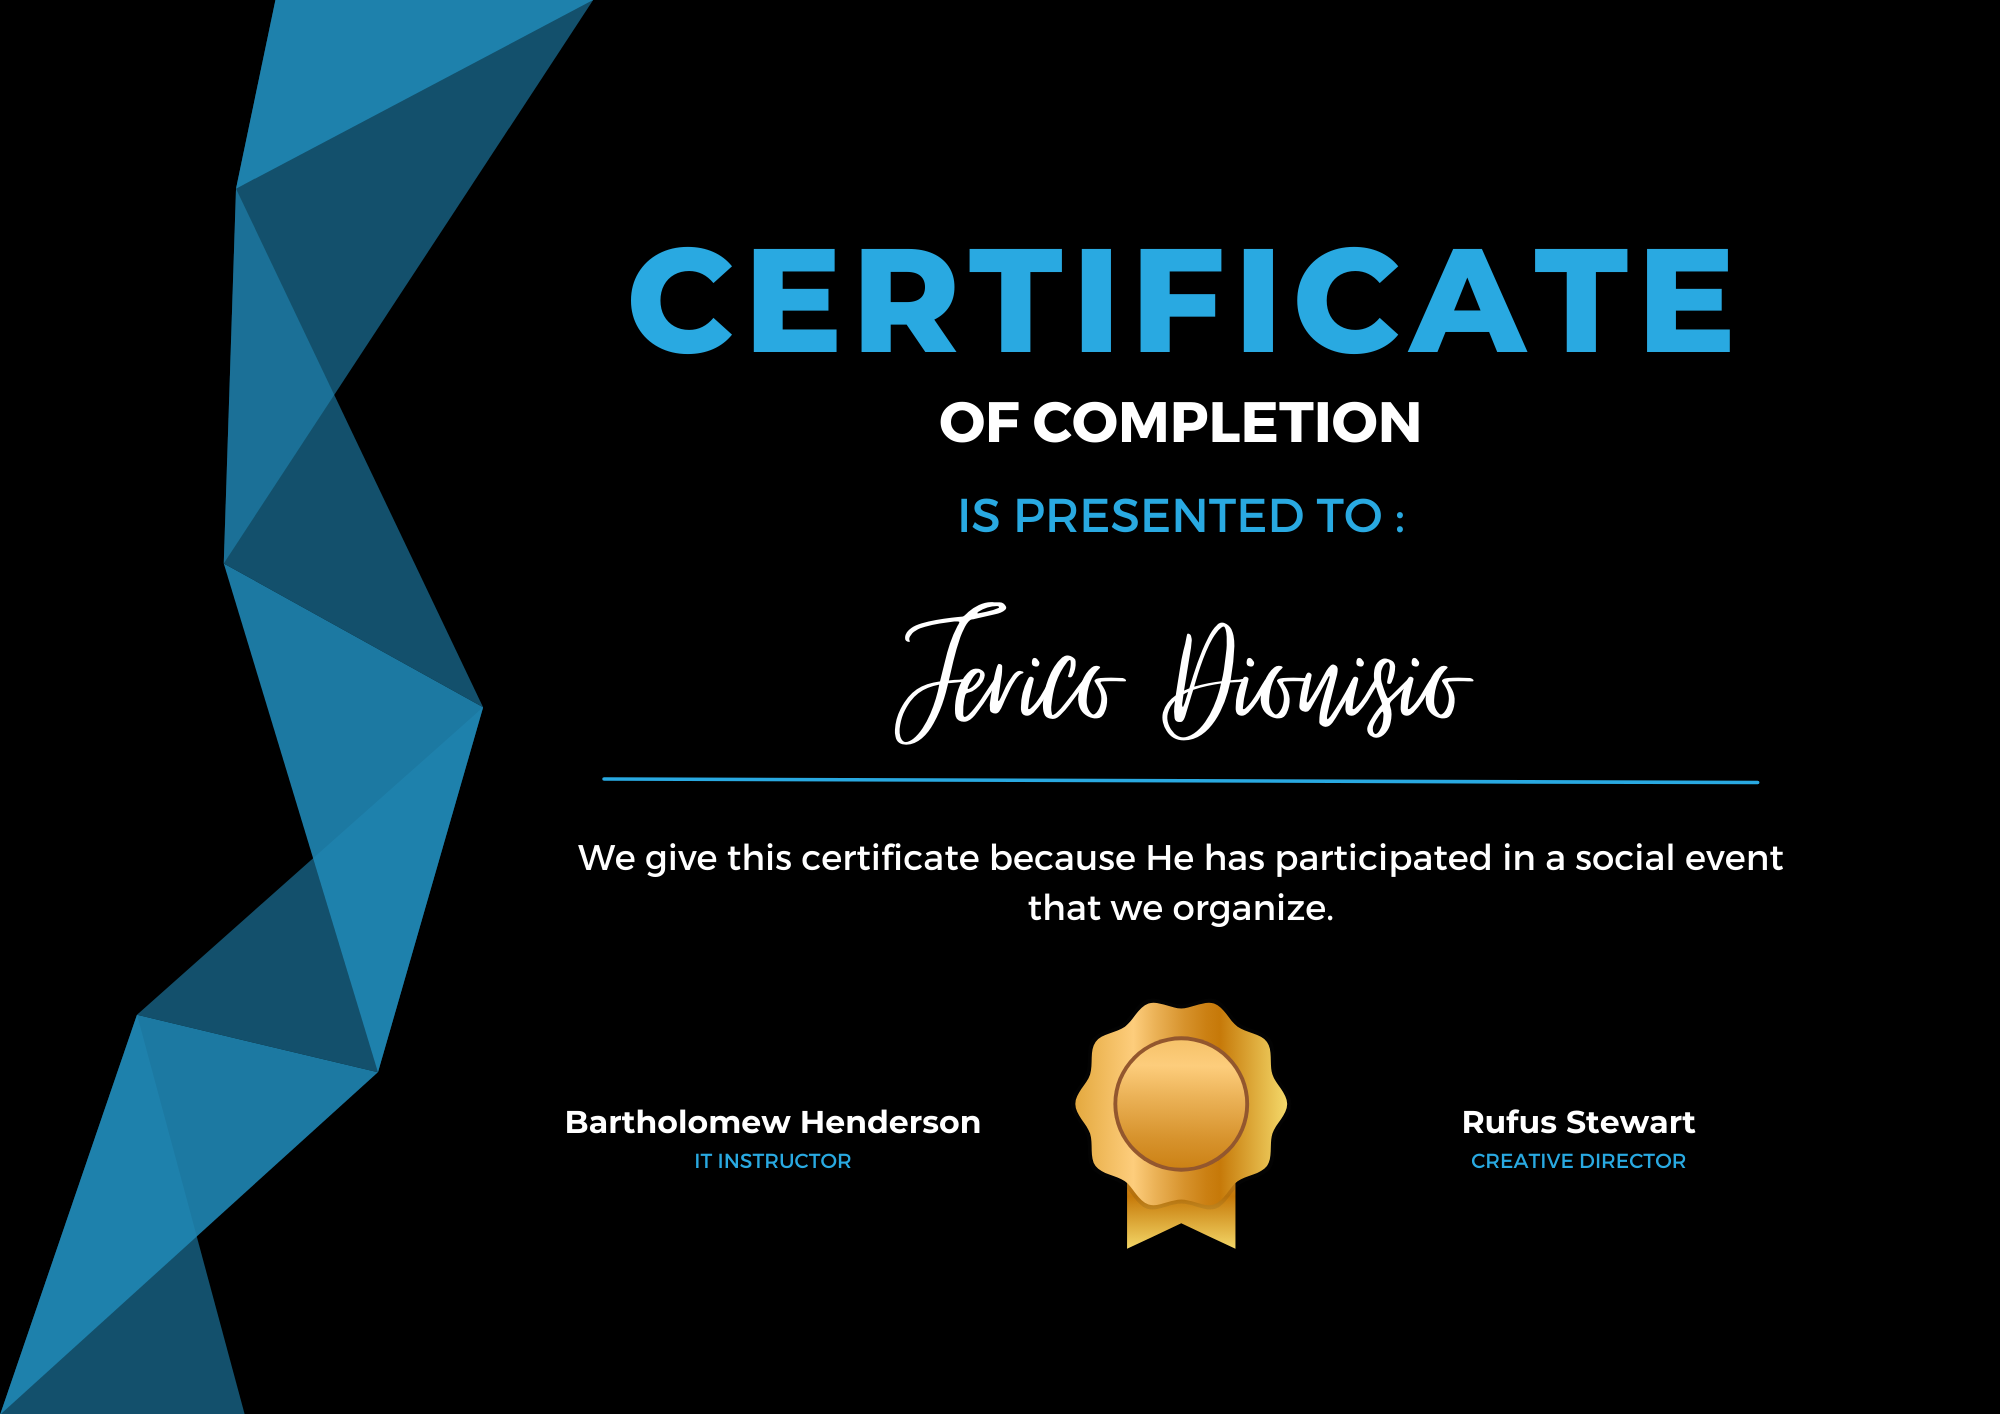 CERTIFICATE
OF COMPLETION
IS PRESENTED TO :
Jerico Dionisio
We give this certificate because He has participated in a social event
that we organize.
Bartholomew Henderson
IT INSTRUCTOR
Rufus Stewart
CREATIVE DIRECTOR